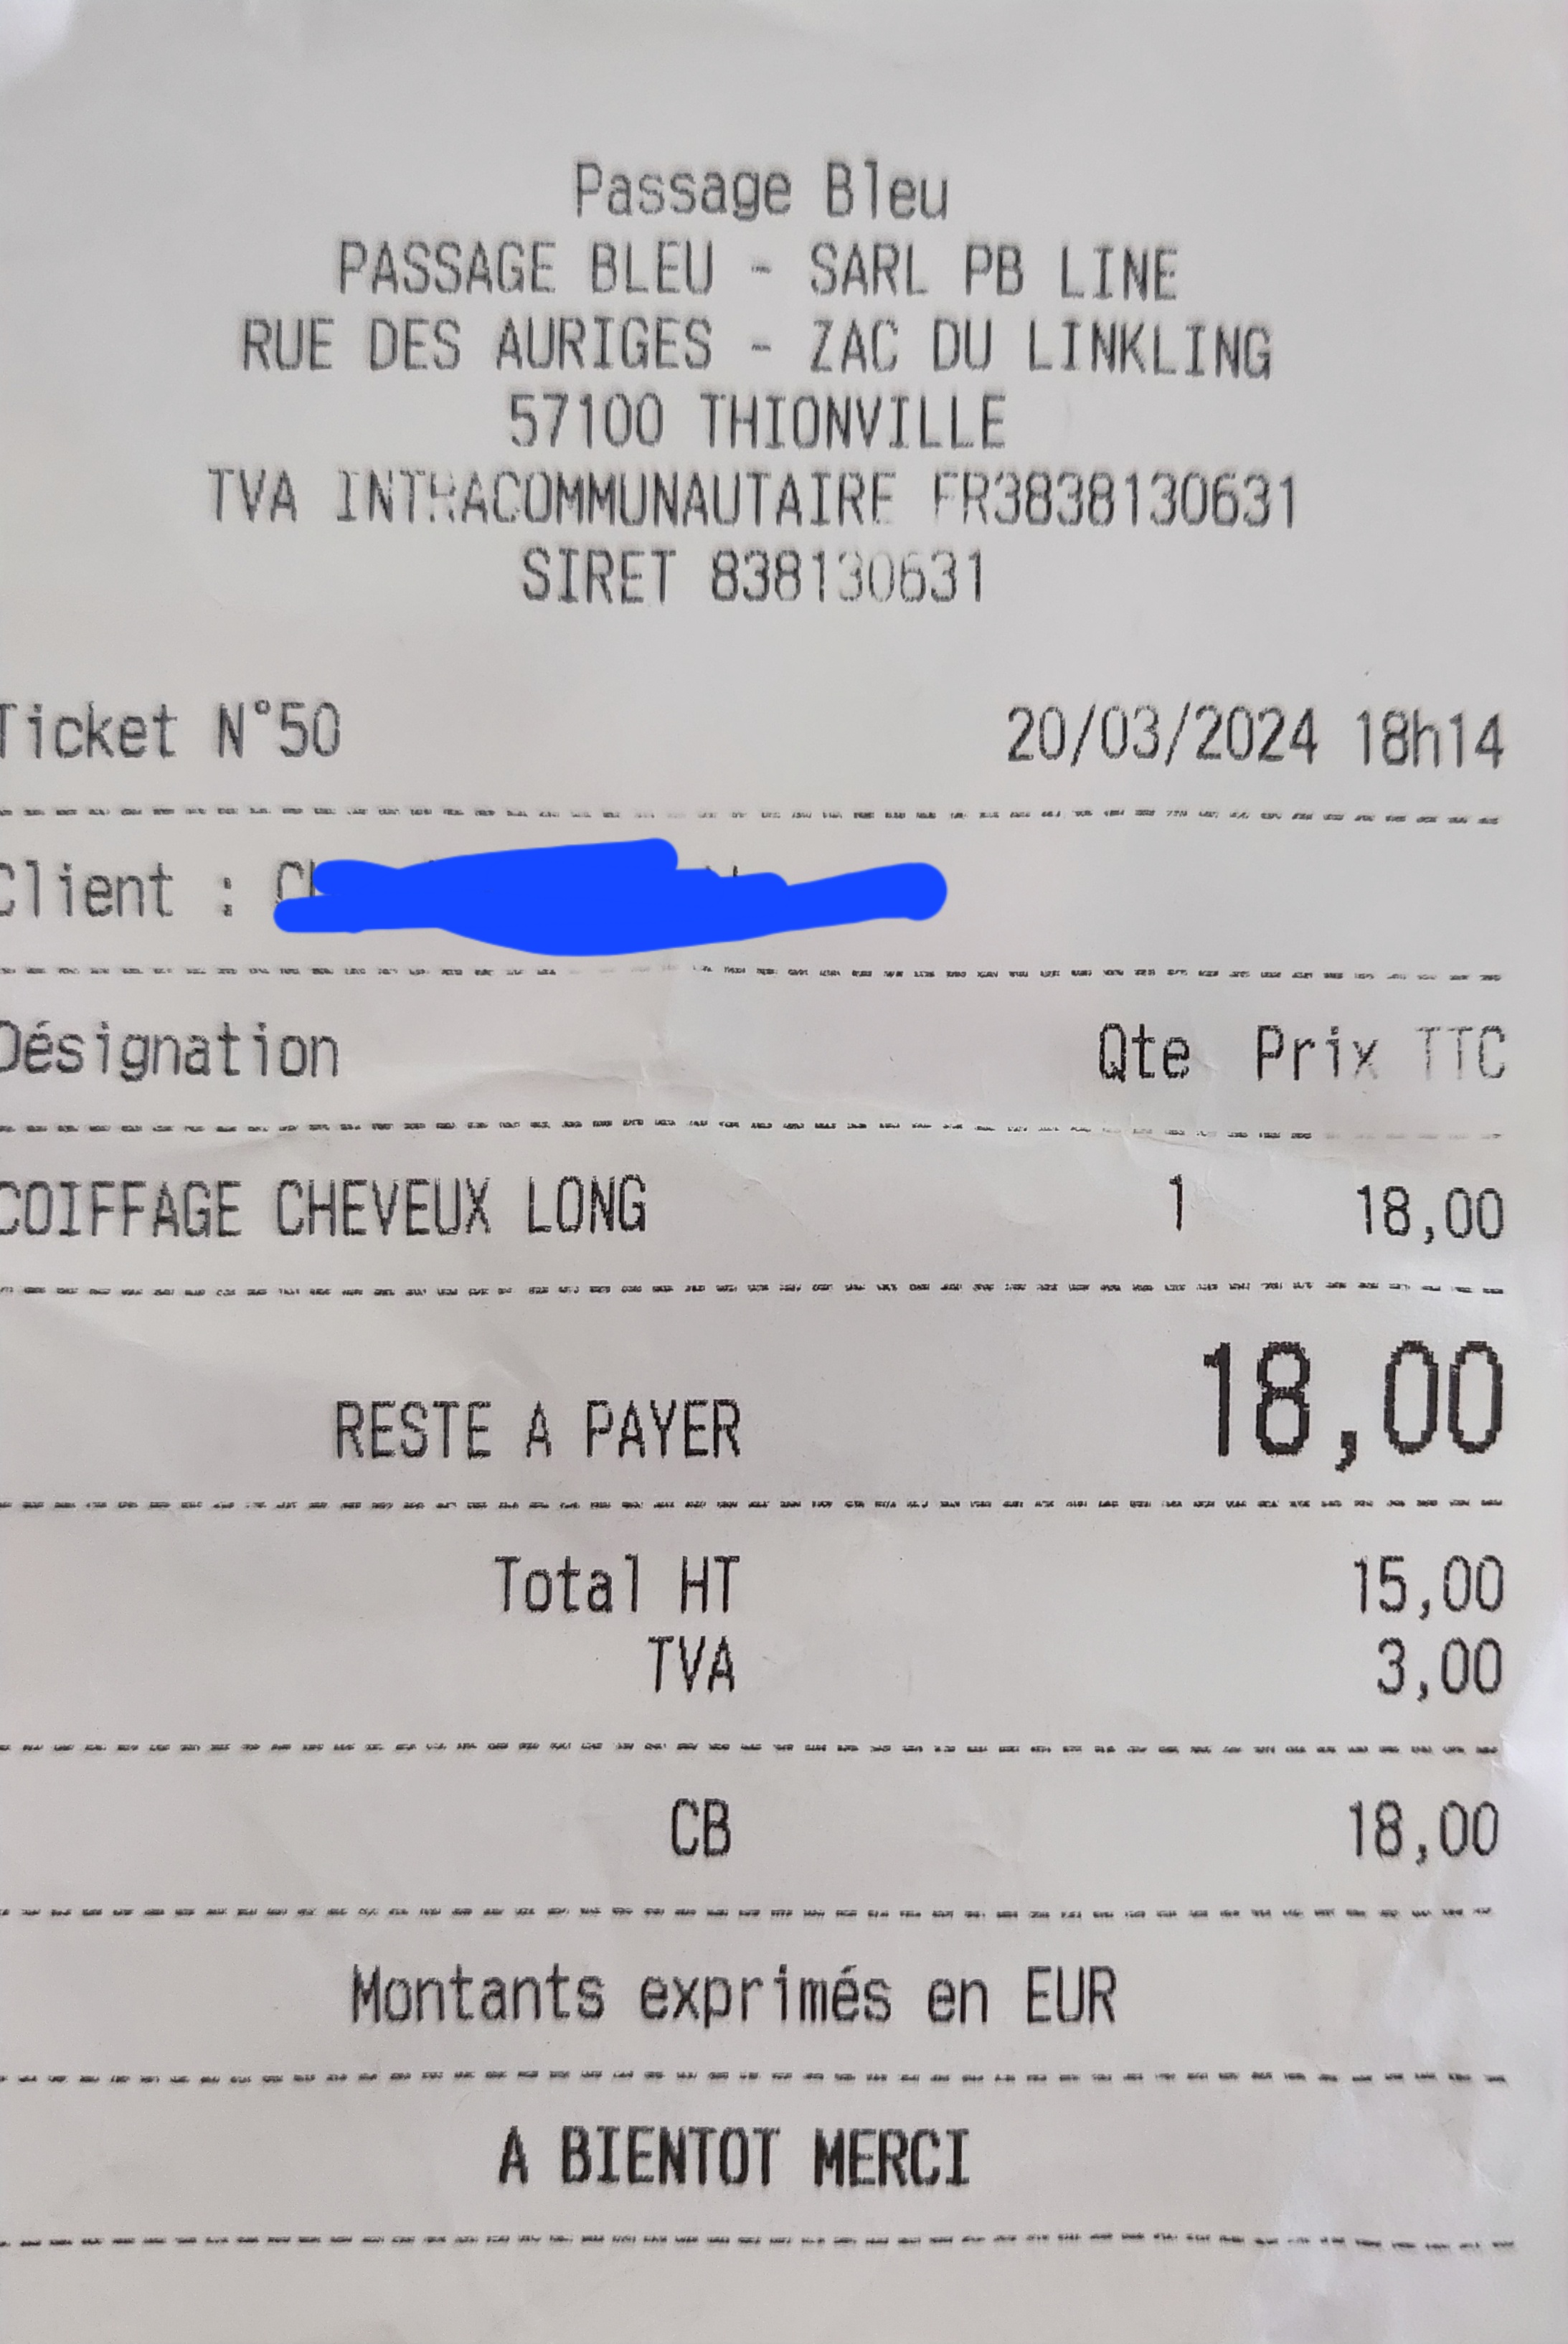 Passage Bleu
PASSAGE BLEU - SARL PB LINE
RUE DES AURIGES - ZAC DU LINKLING
57100 THIONVILLE
TVA INTRACOMMUNAUTAIRE FR3838130631
SIRET 838130631
Ticket N°50 20/03/2024 18h14
Client :
Désignation Qte Prix TTC
COIFFAGE CHEVEUX LONG 1 18,00
RESTE A PAYER 18,00
Total HT 15,00
TVA 3,00
CB 18,00
Montants exprimés en EUR
A BIENTOT MERCI